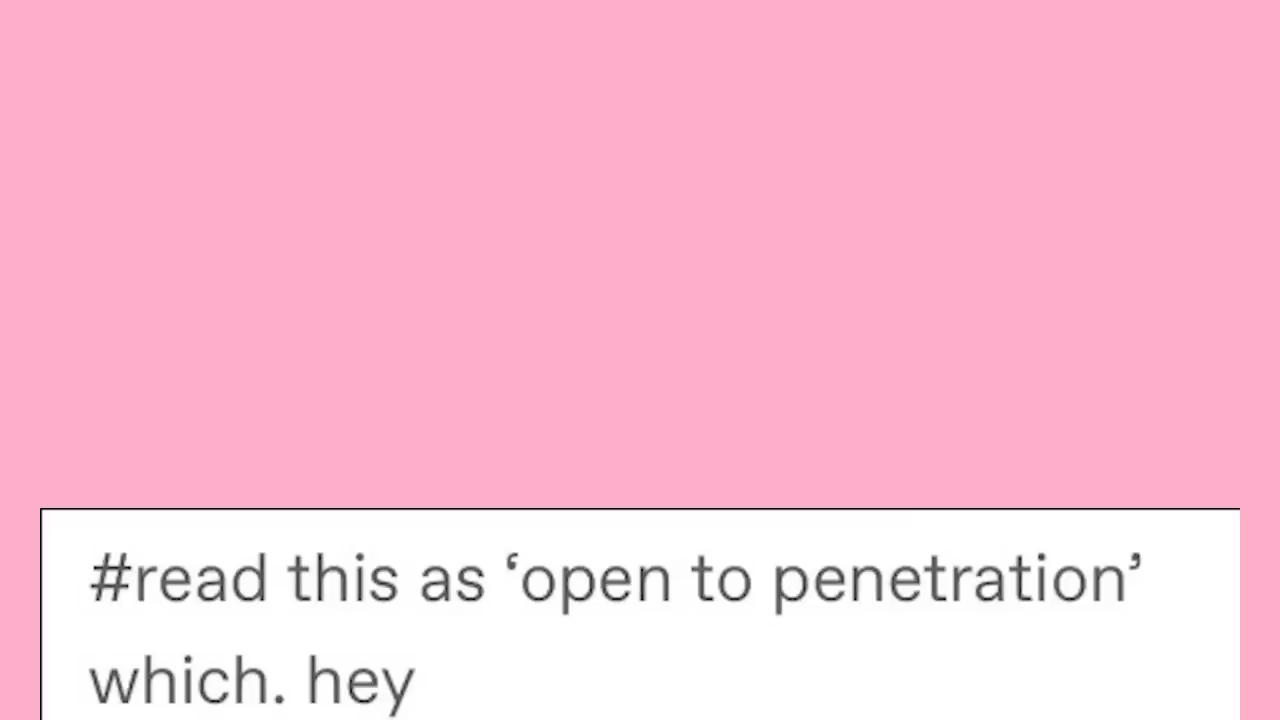 #read this as ‘open to penetration’
which. hey